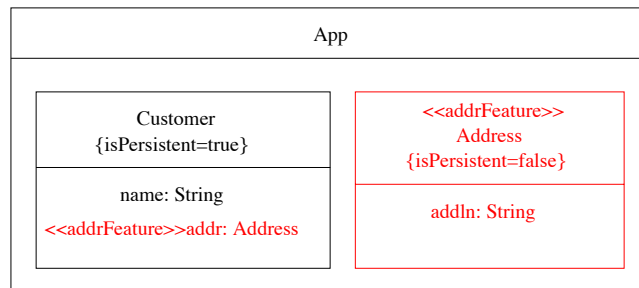 App
Customer
{isPersistent=true}
name: String
<<addrFeature>>addr: Address
<<addrFeature>>
Address
{isPersistent=false}
addln: String